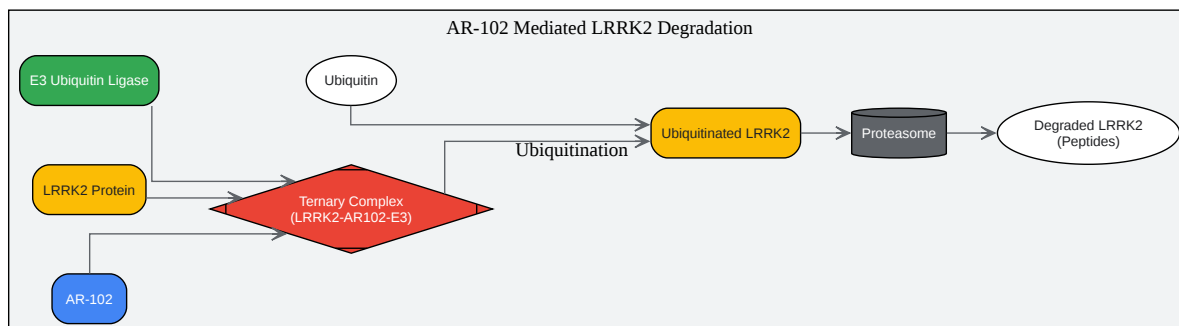 AR-102 Mediated LRRK2 Degradation
E3 Ubiquitin Ligase
Ubiquitin
Ubiquitinated LRRK2
Proteasome
Degraded LRRK2
(Peptides)
Ubiquitination
LRRK2 Protein
Ternary Complex
(LRRK2-AR102-E3)
AR-102